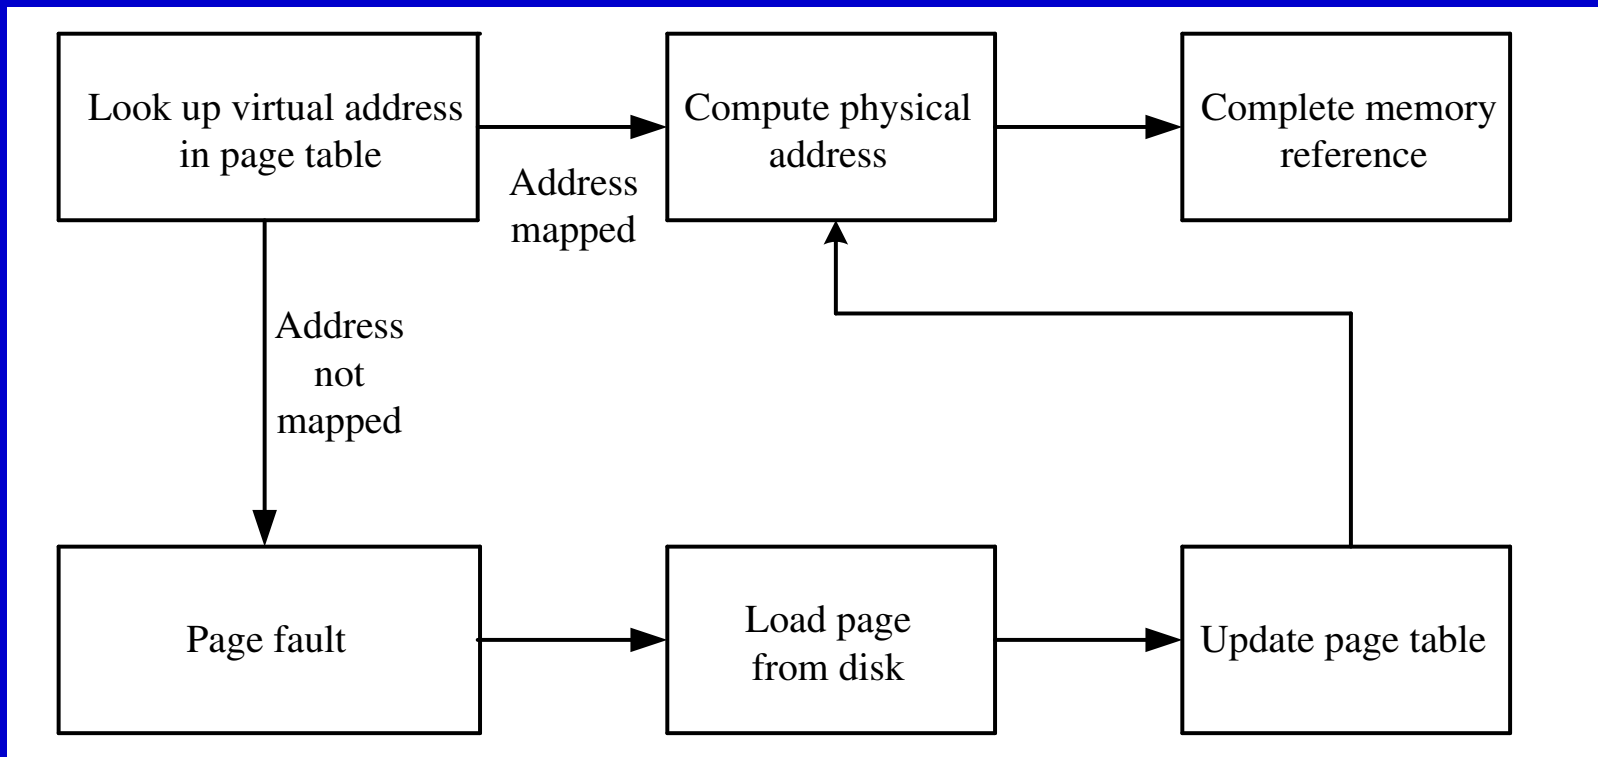 Look up virtual address
in page table
Address
mapped
Compute physical
address
Complete memory
reference
Address
not
mapped
Page fault
Load page
from disk
Update page table